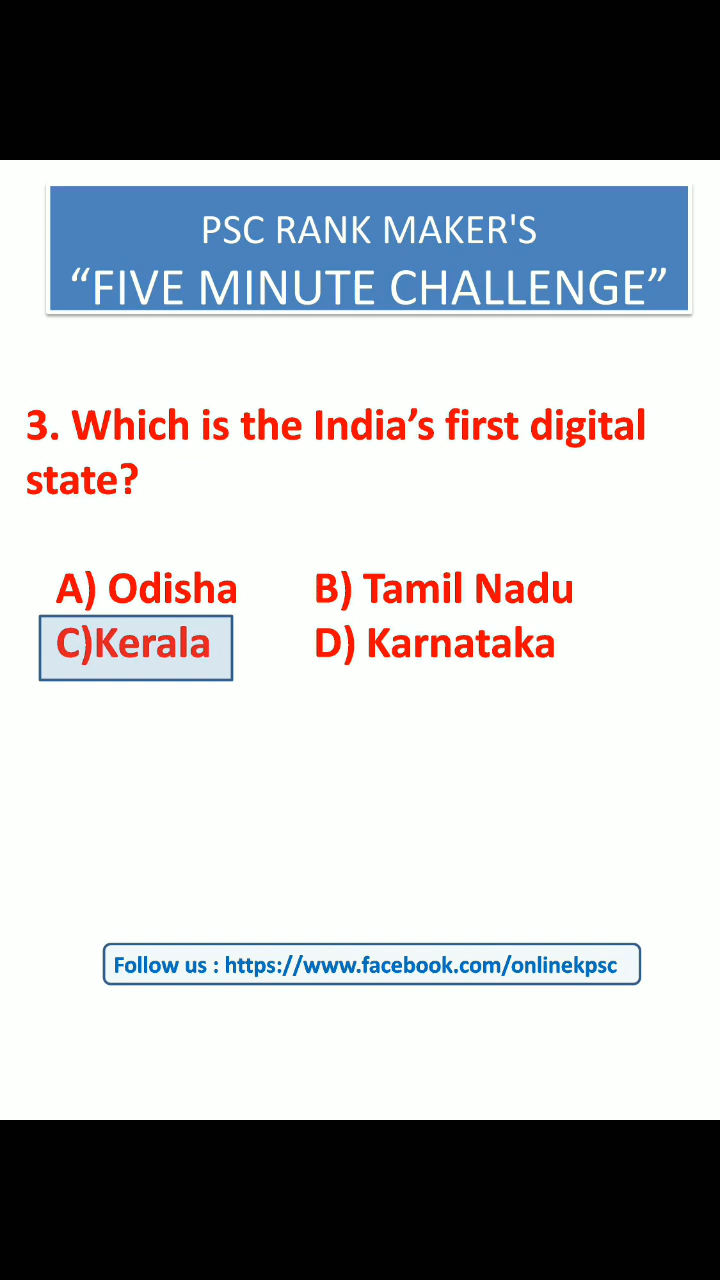 PSC RANK MAKER'S
“FIVE MINUTE CHALLENGE”
3. Which is the India’s first digital
state?
A) Odisha B) Tamil Nadu
C)Kerala D) Karnataka
Follow us : https://www.facebook.com/onlinekpsc